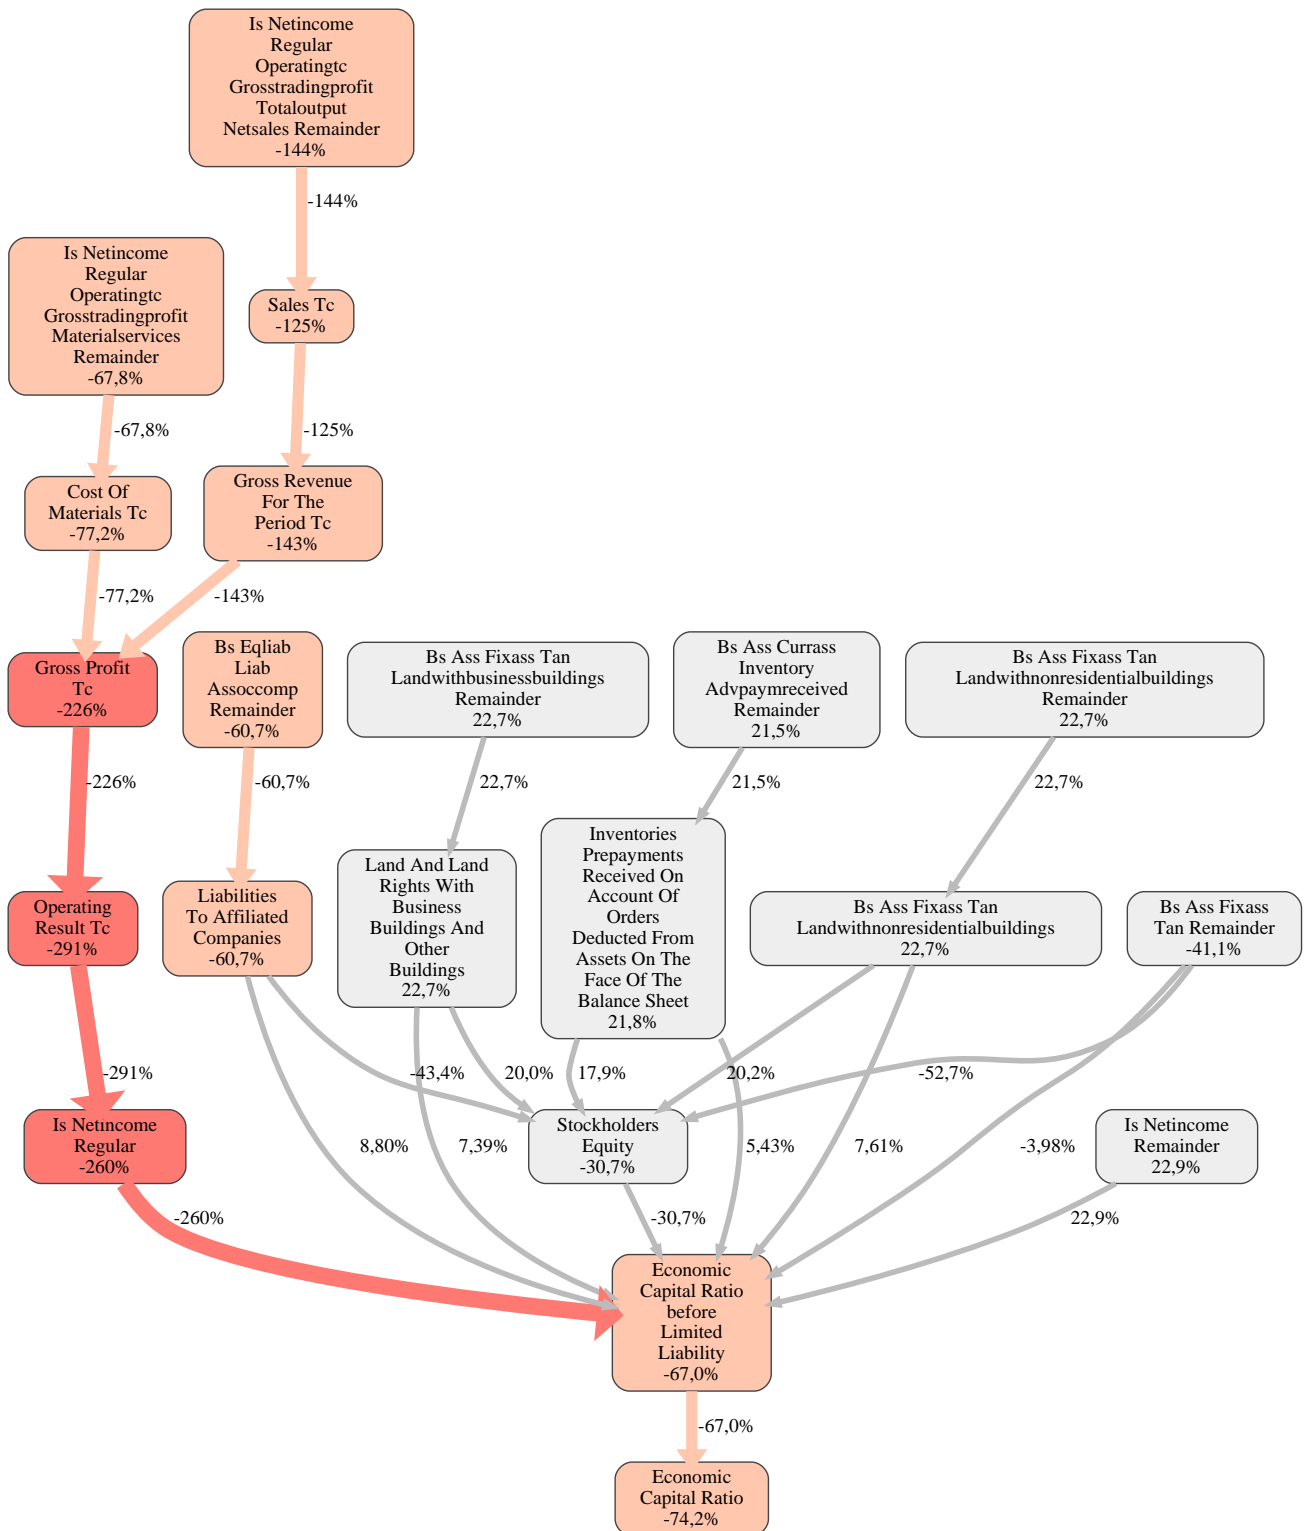 Is Netincome
Regular
Operatingtc
Grosstradingprofit
Totaloutput
Netsales Remainder
-144%
-144%
Is Netincome
Regular
Operatingtc
Grosstradingprofit
Materialservices
Remainder
-67,8%
Sales Tc
-125%
-67,8%
-125%
Cost Of
Materials Tc
-77,2%
Gross Revenue
For The
Period Tc
-143%
-77,2%
-143%
Gross Profit
Tc
-226%
Bs Eqliab
Liab
Assoccomp
Remainder
-60,7%
Bs Ass Fixass Tan
Landwithbusinessbuildings
Remainder
22,7%
Bs Ass Currass
Inventory
Advpaymreceived
Remainder
21,5%
Bs Ass Fixass Tan
Landwithnonresidentialbuildings
Remainder
22,7%
-226%
-60,7%
22,7%
21,5%
22,7%
Operating
Result Tc
-291%
Liabilities
To Affiliated
Companies
-60,7%
Land And Land
Rights With
Business
Buildings And
Other
Buildings
22,7%
Inventories
Prepayments
Received On
Account Of
Orders
Deducted From
Assets On The
Face Of The
Balance Sheet
21,8%
Bs Ass Fixass Tan
Landwithnonresidentialbuildings
22,7%
Bs Ass Fixass
Tan Remainder
-41,1%
-291%
-43,4%
20,0%
17,9%
20,2%
-52,7%
Is Netincome
Regular
-260%
Stockholders
Equity
-30,7%
Is Netincome
Remainder
22,9%
8,80%
7,39%
5,43%
7,61%
-3,98%
-260%
-30,7%
22,9%
Economic
Capital Ratio
before
Limited
Liability
-67,0%
-67,0%
Economic
Capital Ratio
-74,2%